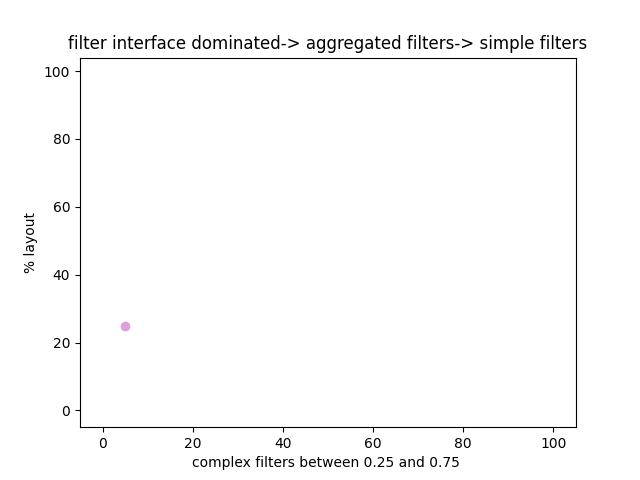 filter interface dominated-> aggregated filters-> simple filters
100
80
60
40
20
0
% layout
0 20 40 60 80 100
complex filters between 0.25 and 0.75